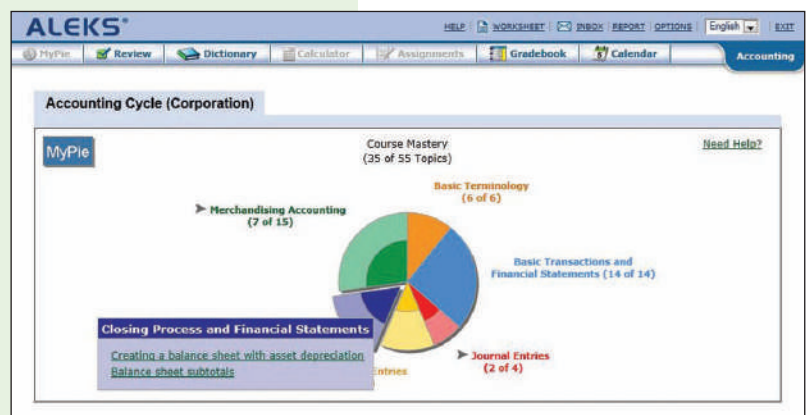 ALEKS®
HELP WORKSHEET INBOX REPORT OPTIONS English EXIT
MyPie Review Dictionary Calculator Assignments Gradebook Calendar Accounting
Accounting Cycle (Corporation)
MyPie
Course Mastery
(35 of 55 Topics)
Need Help?
Basic Terminology
(6 of 6)
Merchandising Accounting
(7 of 15)
Basic Transactions and
Financial Statements (14 of 14)
Closing Process and Financial Statements
Creating a balance sheet with asset depreciation
Balance sheet subtotals
Entries
Journal Entries
(2 of 4)